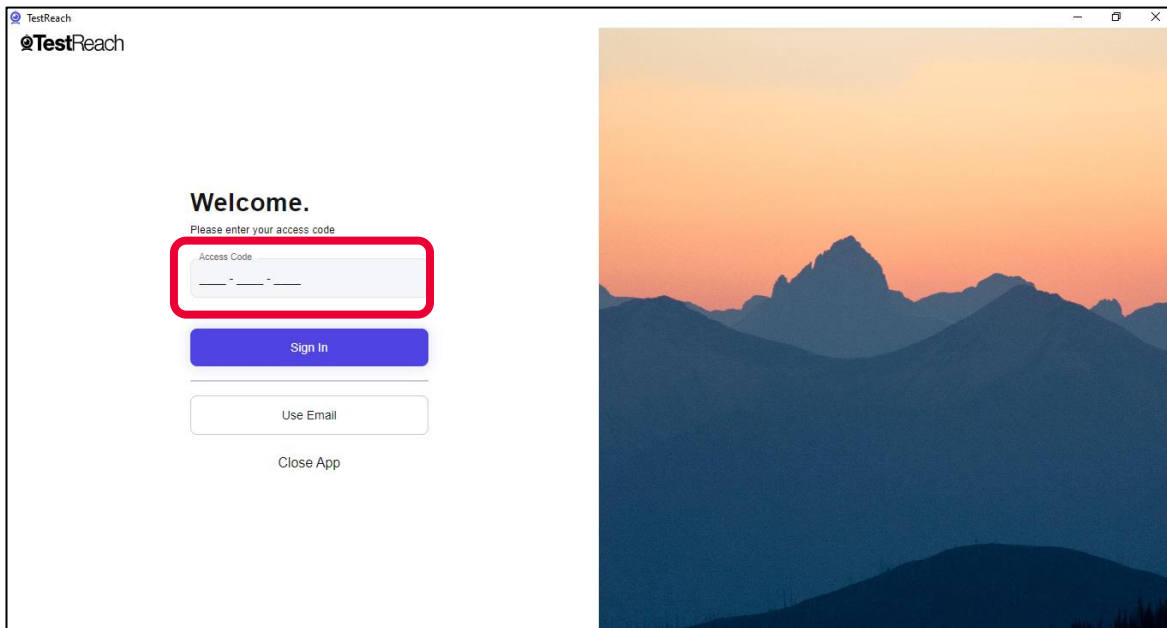 TestReach
TestReach
Welcome.
Please enter your access code
Access Code
____ - ____ - ____
Sign In
Use Email
Close App